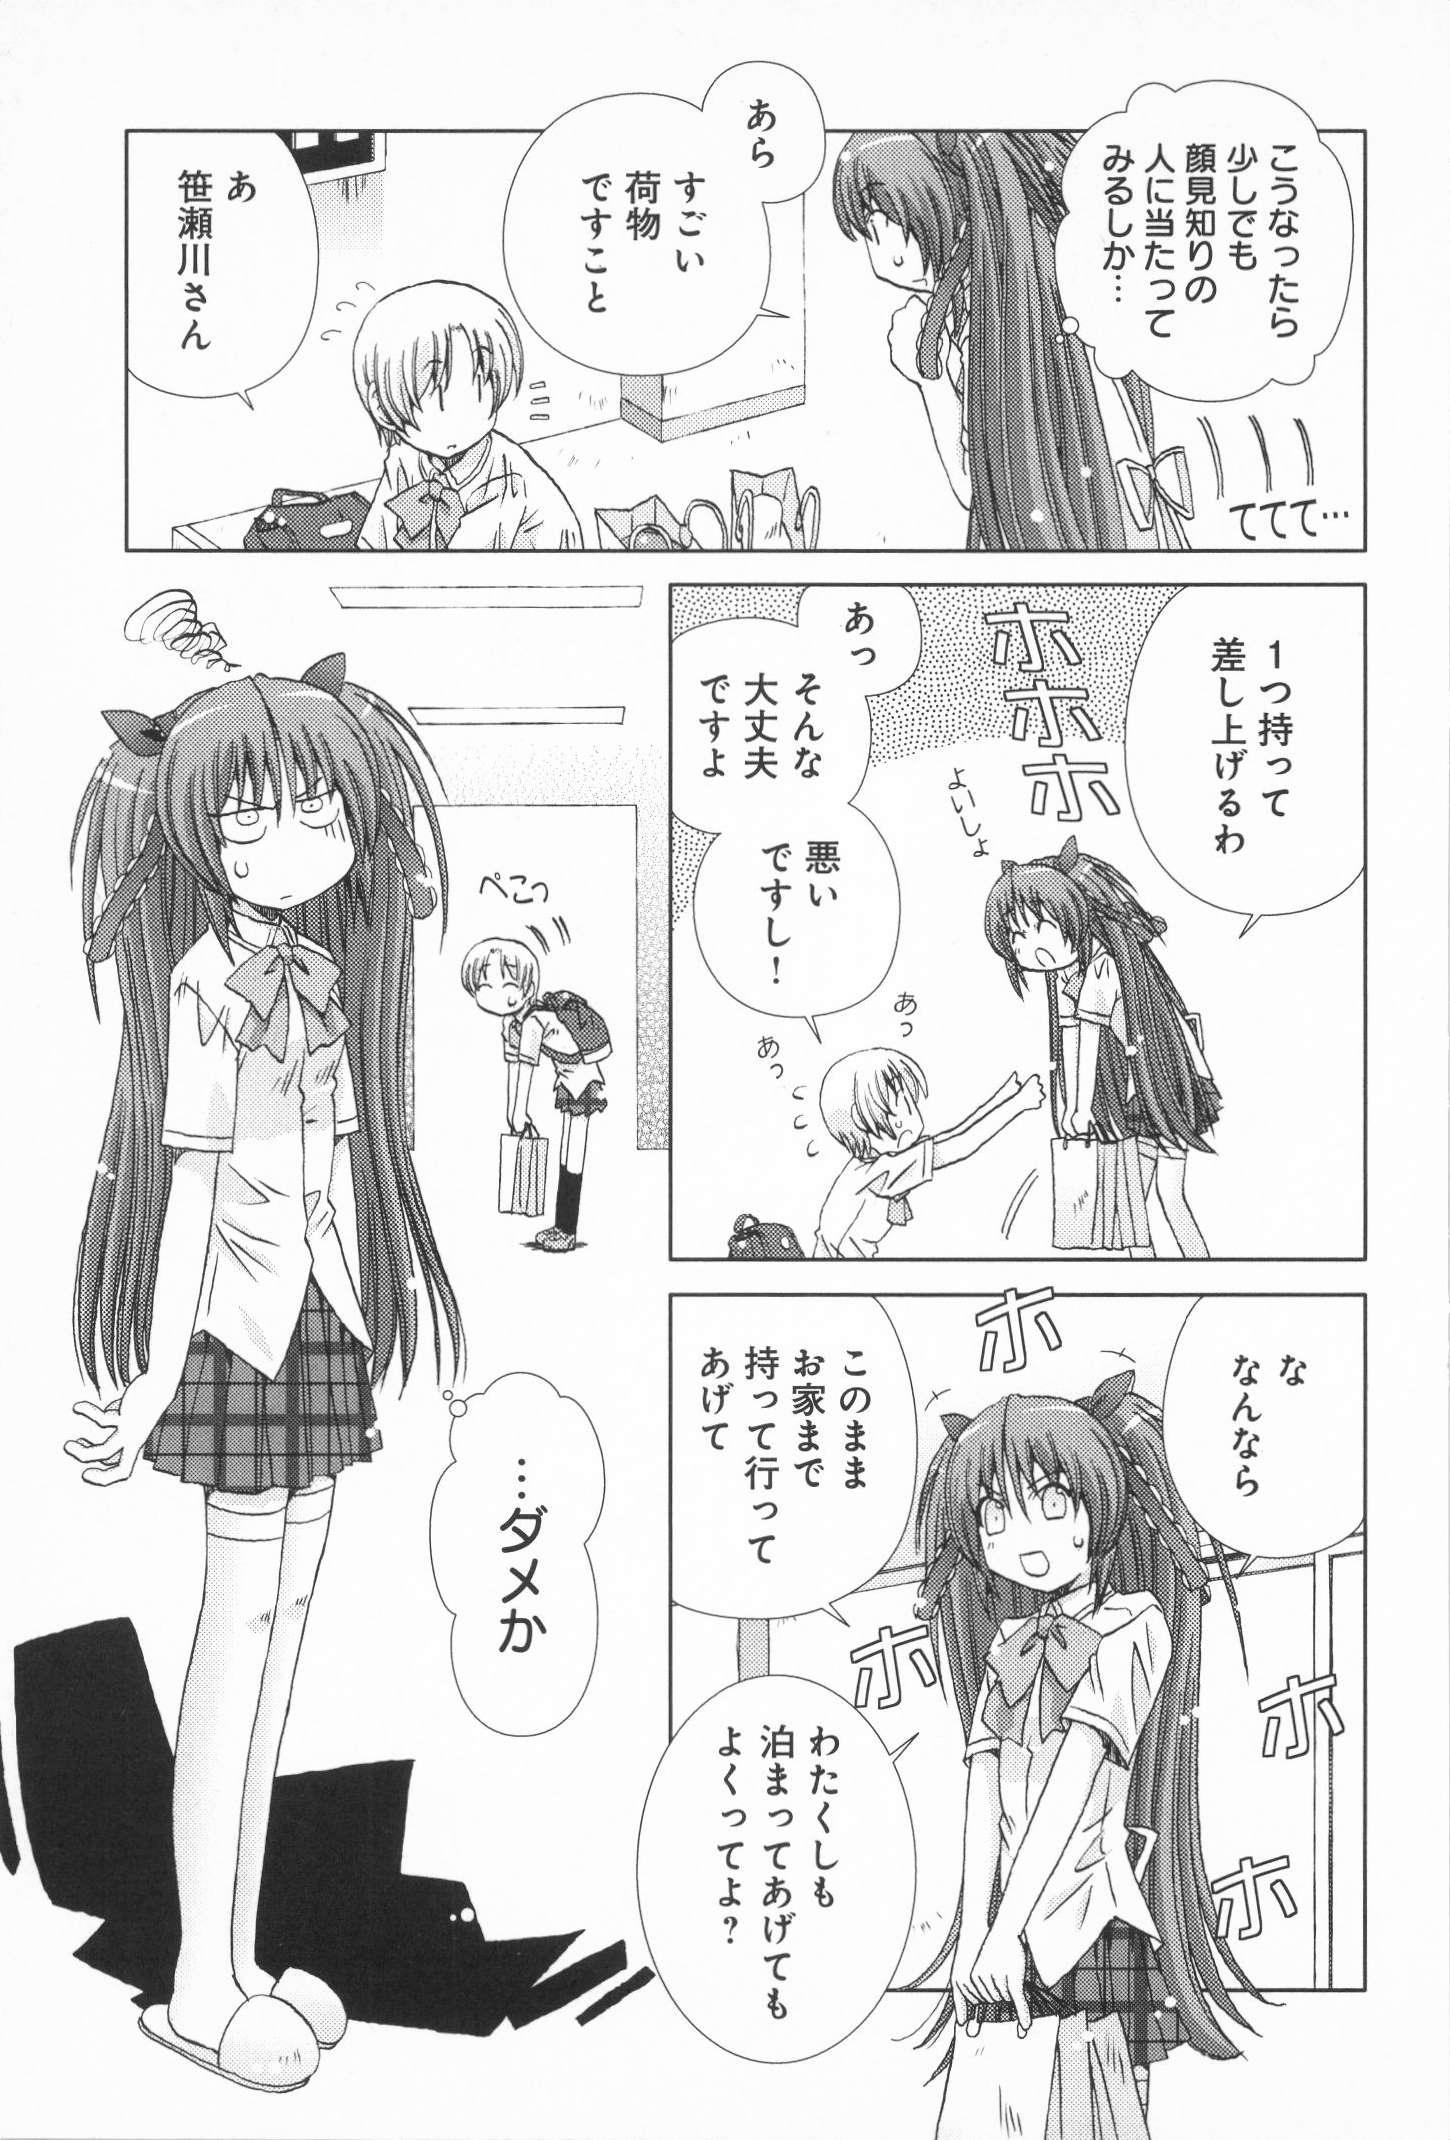 こうなったら
少しでも
顔見知りの
人に当たって
みるしか…
ててて…
あら
すごい
荷物
ですこと
あ
笹瀬川さん
1つ持って
差し上げるわ
ホホホ
よいしょ
あっ
そんな
大丈夫
ですよ
悪い
ですし!
あっ
あっ
な
なんなら
ホ
このまま
お家まで
持って行って
あげて
ホ
ホ
ホ
わたくしも
泊まってあげても
よくってよ?
ぺこっ
…ダメか